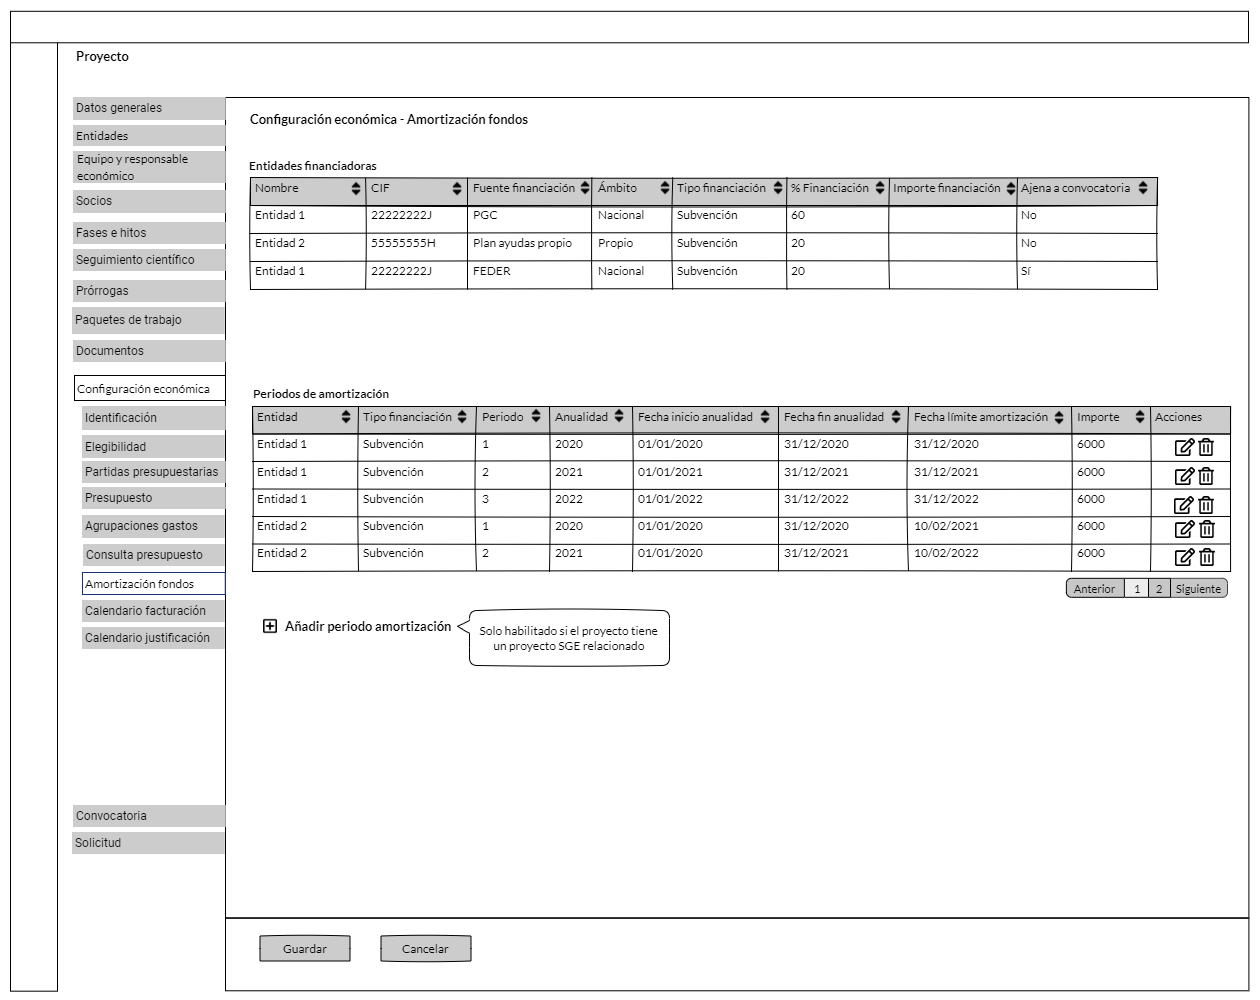 Proyecto
Datos generales
Entidades
Equipo y responsable
económico
Socios
Fases e hitos
Seguimiento científico
Prórrogas
Paquetes de trabajo
Documentos
Configuración económica
Identificación
Elegibilidad
Partidas presupuestarias
Presupuesto
Agrupaciones gastos
Consulta presupuesto
Amortización fondos
Calendario facturación
Calendario justificación
Convocatoria
Solicitud
Configuración económica - Amortización fondos
Entidades financiadoras
Nombre CIF Fuente financiación Ámbito Tipo financiación % Financiación Importe financiación Ajena a convocatoria
Entidad 1 22222222J PGC Nacional Subvención 60 No
Entidad 2 55555555H Plan ayudas propio Propio Subvención 20 No
Entidad 1 22222222J FEDER Nacional Subvención 20 Sí
Periodos de amortización
Entidad Tipo financiación Periodo Anualidad Fecha inicio anualidad Fecha fin anualidad Fecha límite amortización Importe Acciones
Entidad 1 Subvención 1 2020 01/01/2020 31/12/2020 31/12/2020 6000
Entidad 1 Subvención 2 2021 01/01/2021 31/12/2021 31/12/2021 6000
Entidad 1 Subvención 3 2022 01/01/2022 31/12/2022 31/12/2022 6000
Entidad 2 Subvención 1 2020 01/01/2020 31/12/2020 10/02/2021 6000
Entidad 2 Subvención 2 2021 01/01/2020 31/12/2021 10/02/2022 6000
Anterior 1 2 Siguiente
Añadir periodo amortización
Solo habilitado si el proyecto tiene
un proyecto SGE relacionado
Guardar Cancelar